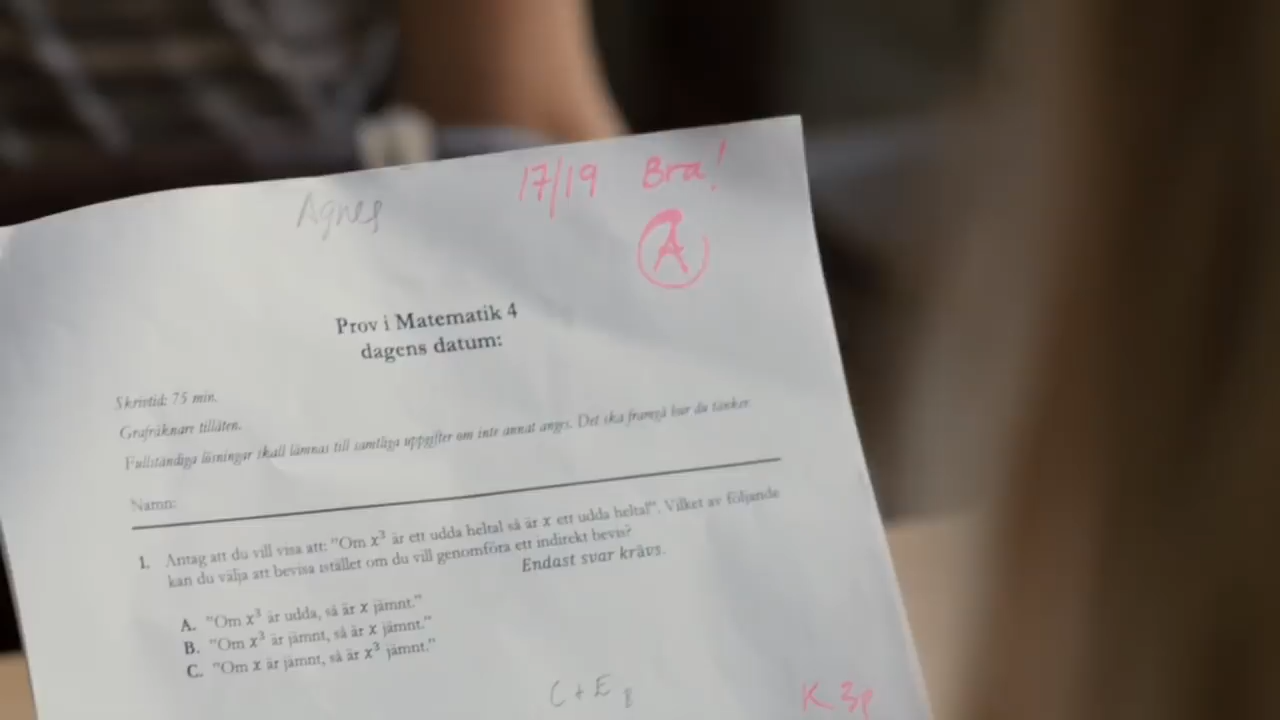 17/19 Bra!
Agnes
A
Prov i Matematik 4
dagens datum:
Skrivtid: 75 min.
Grafräknare tillåten.
Fullständiga lösningar skall lämnas till samtliga uppgifter om inte annat anges. Det ska framgå hur du tänker
Namn:
1. Antag att du vill visa att: "Om x³ är ett udda heltal så är x ett udda heltal". Vilket av följande
kan du välja att bevisa istället om du vill genomföra ett indirekt bevis?
Endast svar krävs.
A. "Om x³ är udda, så är x jämnt."
B. "Om x³ är jämnt, så är x jämnt."
C. "Om x är jämnt, så är x³ jämnt."
C + E
K 3p